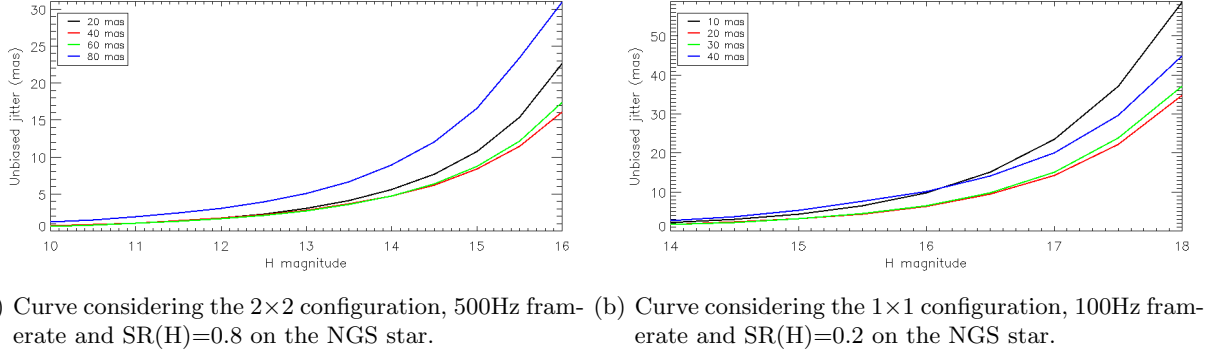 20 mas
40 mas
60 mas
80 mas
30
25
20
15
10
5
0
Unbiased jitter (mas)
10 11 12 13 14 15 16
H magnitude
10 mas
20 mas
30 mas
40 mas
50
40
30
20
10
0
Unbiased jitter (mas)
14 15 16 17 18
H magnitude
) Curve considering the 2×2 configuration, 500Hz fram-
erate and SR(H)=0.8 on the NGS star.
(b) Curve considering the 1×1 configuration, 100Hz fram-
erate and SR(H)=0.2 on the NGS star.